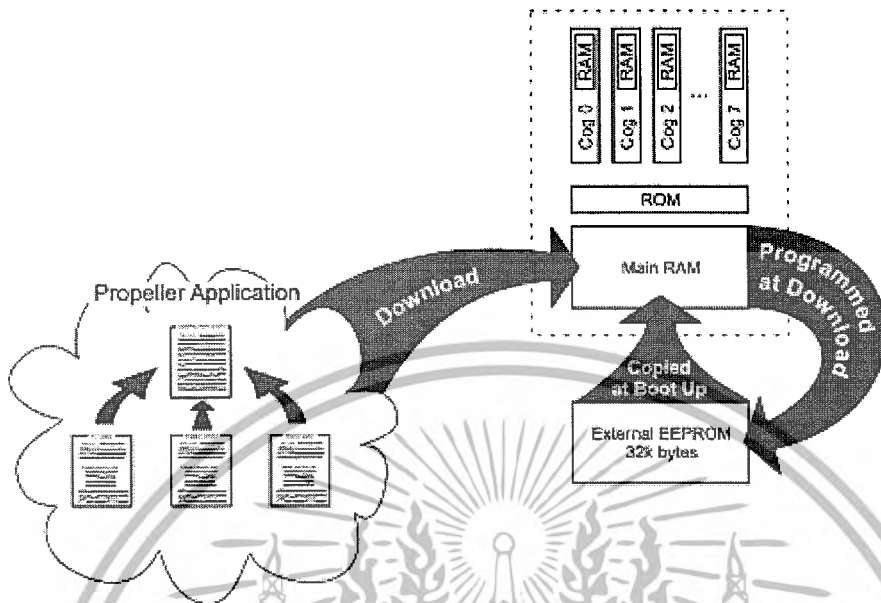 RAM
RAM
RAM
RAM
Cog 0
Cog 1
Cog 2
...
Cog 7
ROM
Main RAM
Propeller Application
Download
Programmed
at Download
Copied
at Boot Up
External EEPROM
32k bytes